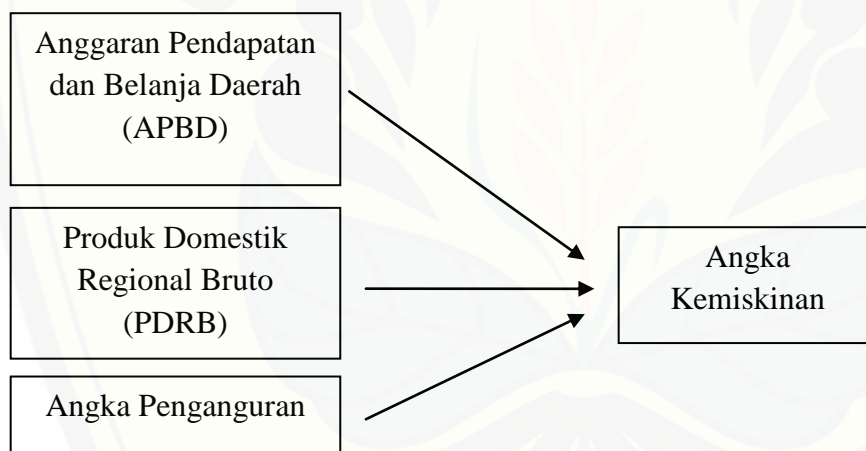 Anggaran Pendapatan
dan Belanja Daerah
(APBD)
Produk Domestik
Regional Bruto
(PDRB)
Angka Penganguran
Angka
Kemiskinan